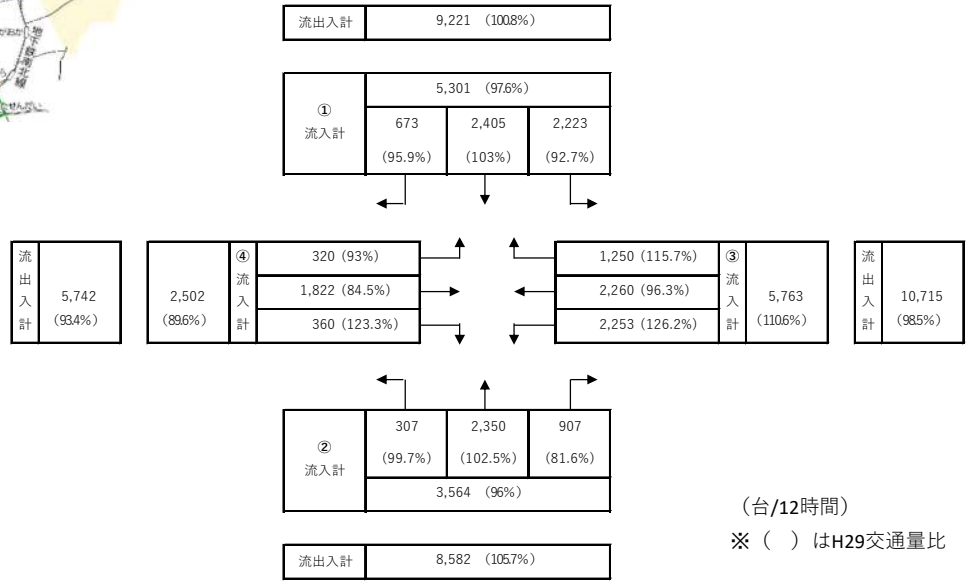 流出入計 9,221 (100.8%)
① 流入計
5,301 (97.6%)
673 2,405 2,223
(95.9%) (103%) (92.7%)
流出入計 5,742 (93.4%)
2,502 (89.6%)
④ 流入計
320 (93%)
1,822 (84.5%)
360 (123.3%)
1,250 (115.7%)
2,260 (96.3%)
2,253 (126.2%)
③ 流入計
5,763 (110.6%)
流出入計 10,715 (98.5%)
② 流入計
307 2,350 907
(99.7%) (102.5%) (81.6%)
3,564 (96%)
流出入計 8,582 (105.7%)
(台/12時間)
※( )はH29交通量比